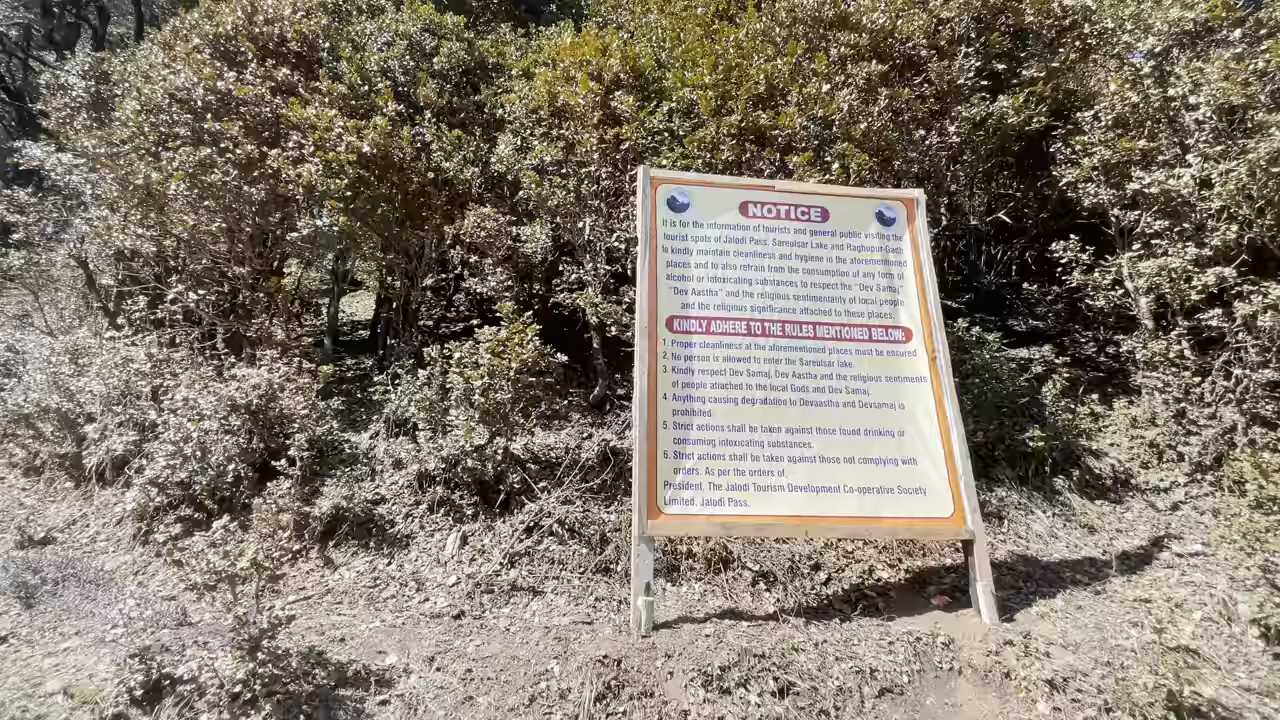 NOTICE
It is for the information of tourists and general public visiting the
tourist spots of Jalodi Pass, Sareulsar Lake and Raghupur-Gadh
to kindly maintain cleanliness and hygiene in the aforementioned
places and to also refrain from the consumption of any form of
alcohol or intoxicating substances to respect the "Dev Samaj"
"Dev Aastha" and the religious sentimentality of local people
and the religious significance attached to these places.
KINDLY ADHERE TO THE RULES MENTIONED BELOW:
1. Proper cleanliness at the aforementioned places must be ensured
2. No person is allowed to enter the Sareulsar lake.
3. Kindly respect Dev Samaj, Dev Aastha and the religious sentiments
of people attached to the local Gods and Dev Samaj.
4. Anything causing degradation to Devaastha and Devsamaj is
prohibited
5. Strict actions shall be taken against those found drinking or
consuming intoxicating substances.
6. Strict actions shall be taken against those not complying with
orders. As per the orders of,
President, The Jalodi Tourism Development Co-operative Society
Limited, Jalodi Pass.